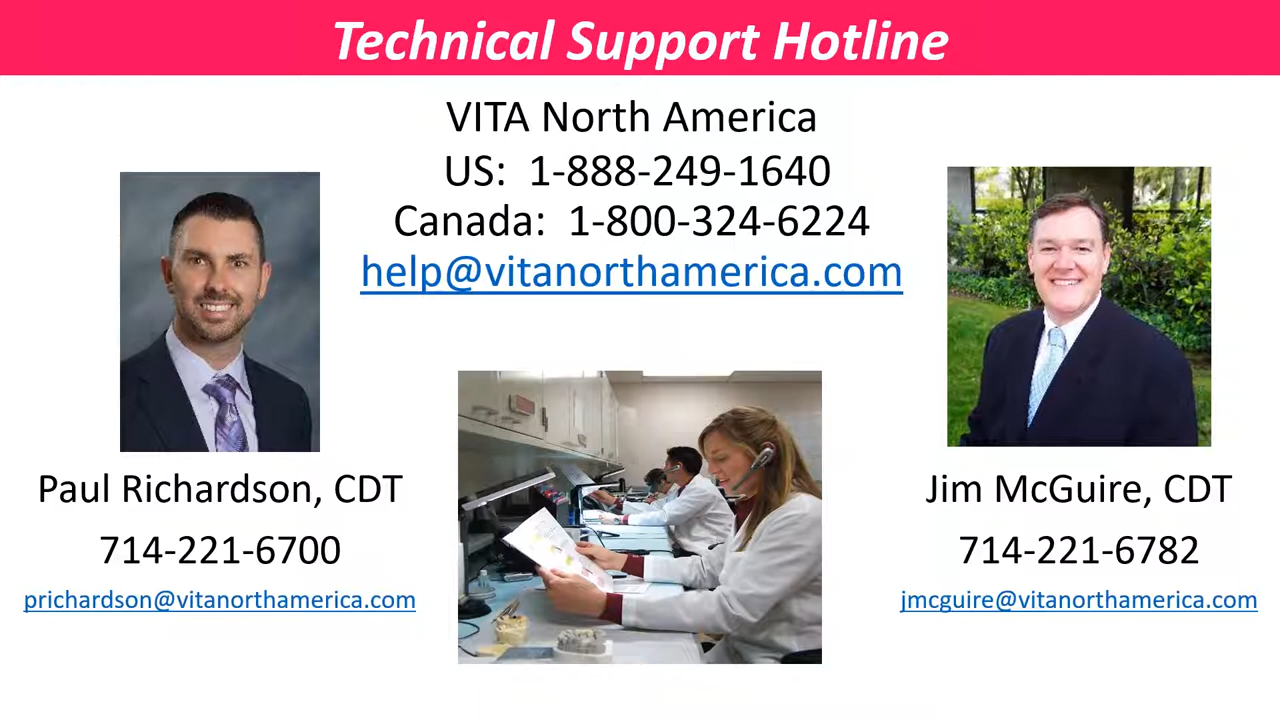 Technical Support Hotline
VITA North America
US:  1-888-249-1640
Canada:  1-800-324-6224
help@vitanorthamerica.com
Paul Richardson, CDT
714-221-6700
prichardson@vitanorthamerica.com
Jim McGuire, CDT
714-221-6782
jmcguire@vitanorthamerica.com